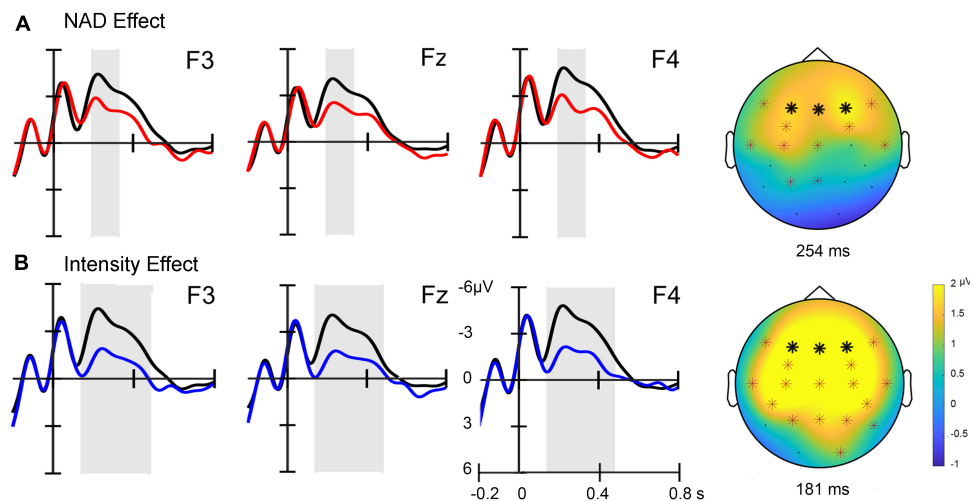 A NAD Effect
F3
Fz
F4
254 ms
B Intensity Effect
F3
Fz
F4
-6µV
-3
0
3
6
-0.2 0 0.4 0.8 s
2 µV
1.5
1
0.5
0
-0.5
-1
181 ms